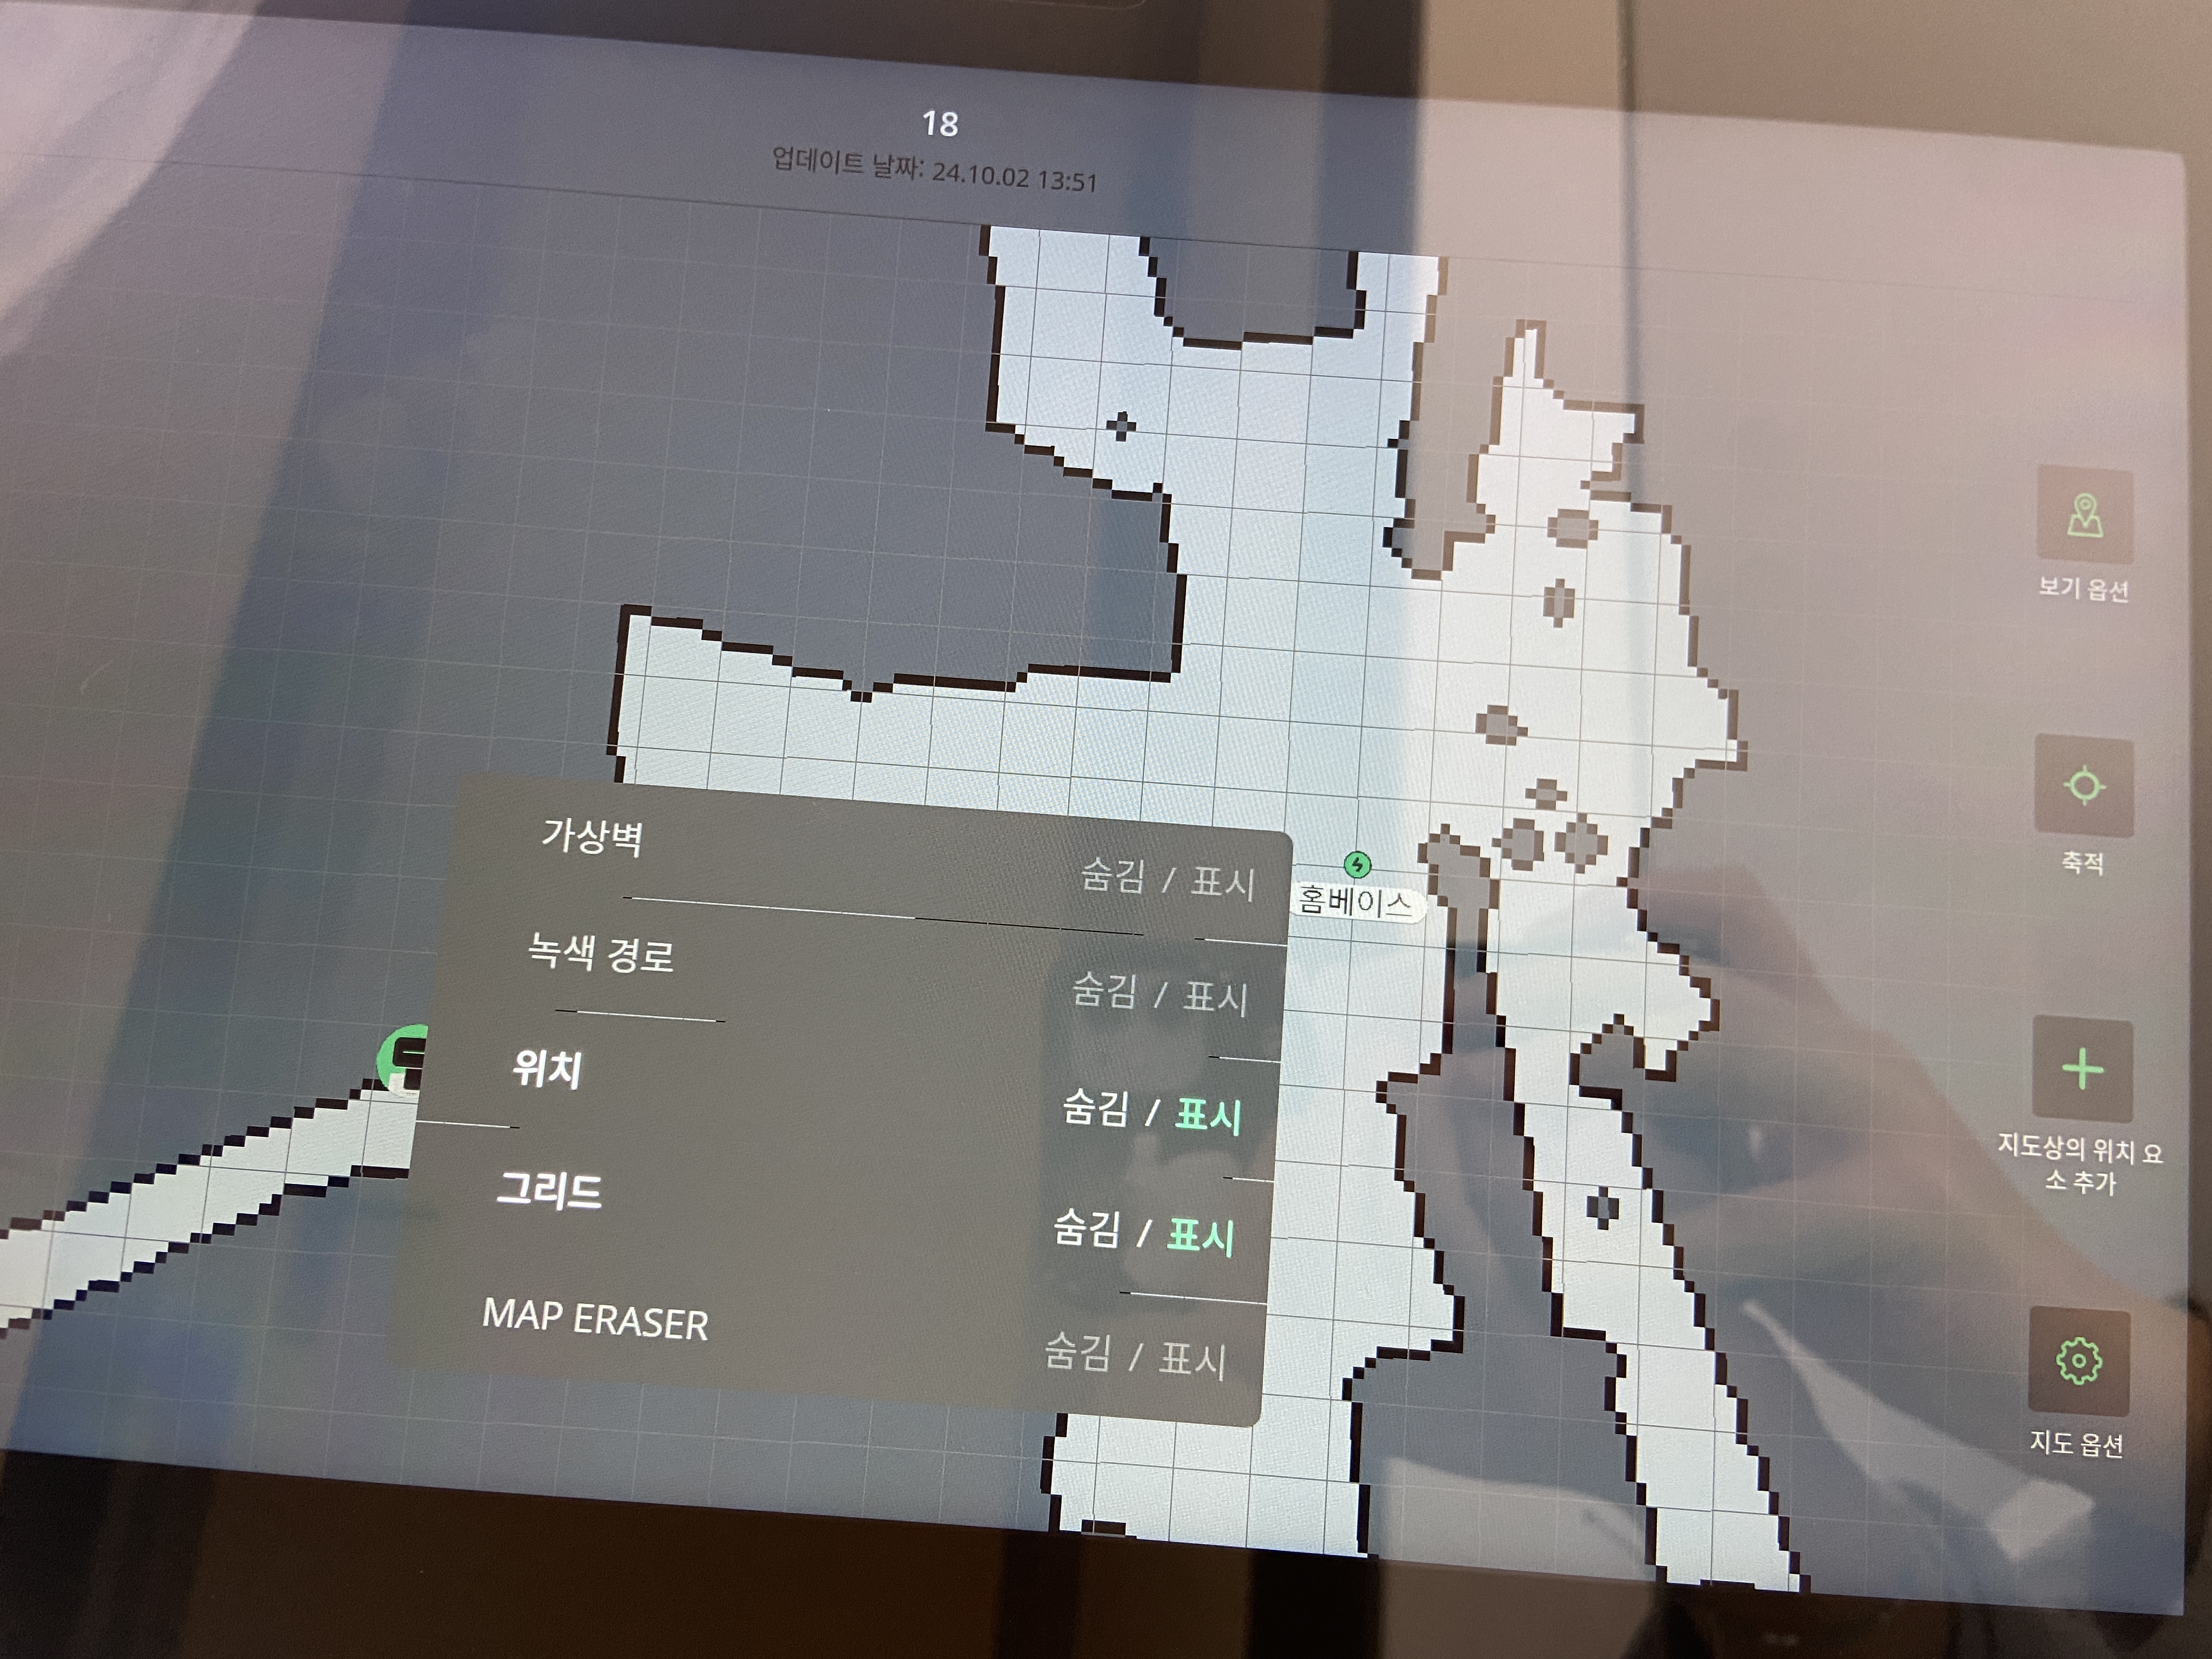 18
업데이트 날짜: 24.10.02 13:51
보기 옵션
축적
지도상의 위치 요
소 추가
지도 옵션
홈베이스
가상벽 숨김 / 표시
녹색 경로 숨김 / 표시
위치 숨김 / 표시
그리드 숨김 / 표시
MAP ERASER 숨김 / 표시